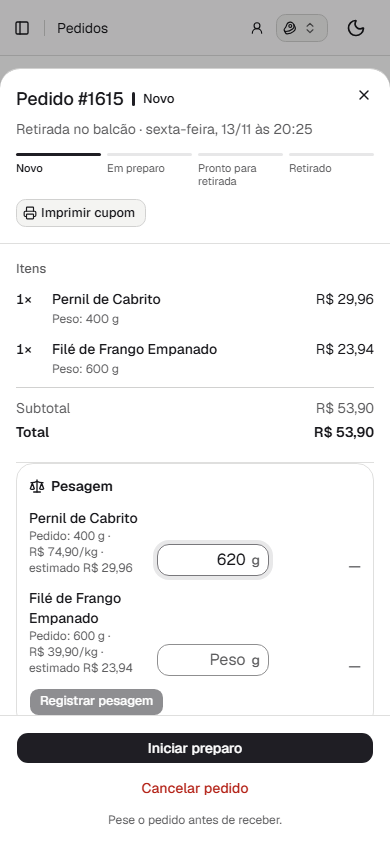 Pedidos
Pedido #1615 | Novo
Retirada no balcão · sexta-feira, 13/11 às 20:25
Novo
Em preparo
Pronto para
retirada
Retirado
Imprimir cupom
Itens
1× Pernil de Cabrito R$ 29,96
Peso: 400 g
1× Filé de Frango Empanado R$ 23,94
Peso: 600 g
Subtotal R$ 53,90
Total R$ 53,90
Pesagem
Pernil de Cabrito
Pedido: 400 g ·
R$ 74,90/kg ·
estimado R$ 29,96
620 g —
Filé de Frango
Empanado
Pedido: 600 g ·
R$ 39,90/kg ·
estimado R$ 23,94
Peso g —
Registrar pesagem
Iniciar preparo
Cancelar pedido
Pese o pedido antes de receber.